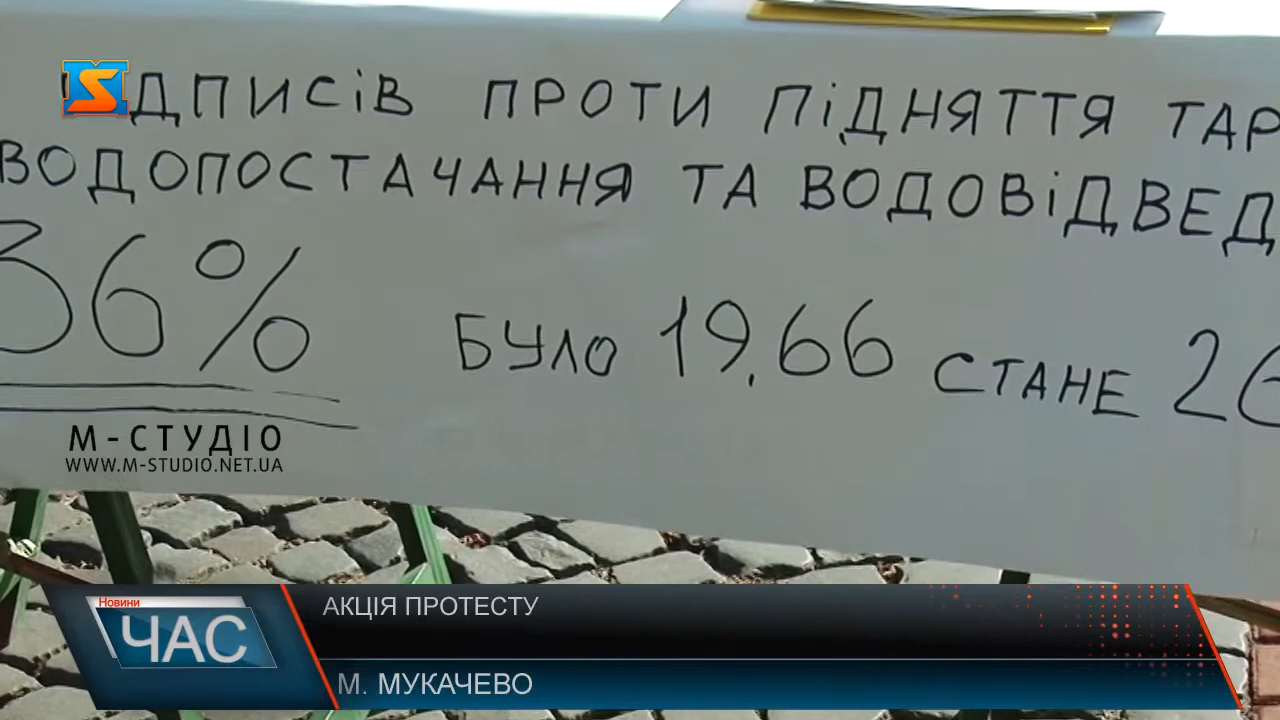 ДПИСІВ ПРОТИ ПІДНЯТТЯ ТАР
ВОДОПОСТАЧАННЯ ТА ВОДОВІДВЕД
36% БУЛО 19,66 СТАНЕ 26
М-СТУДІО
WWW.M-STUDIO.NET.UA
Новини
ЧАС
АКЦІЯ ПРОТЕСТУ
М. МУКАЧЕВО